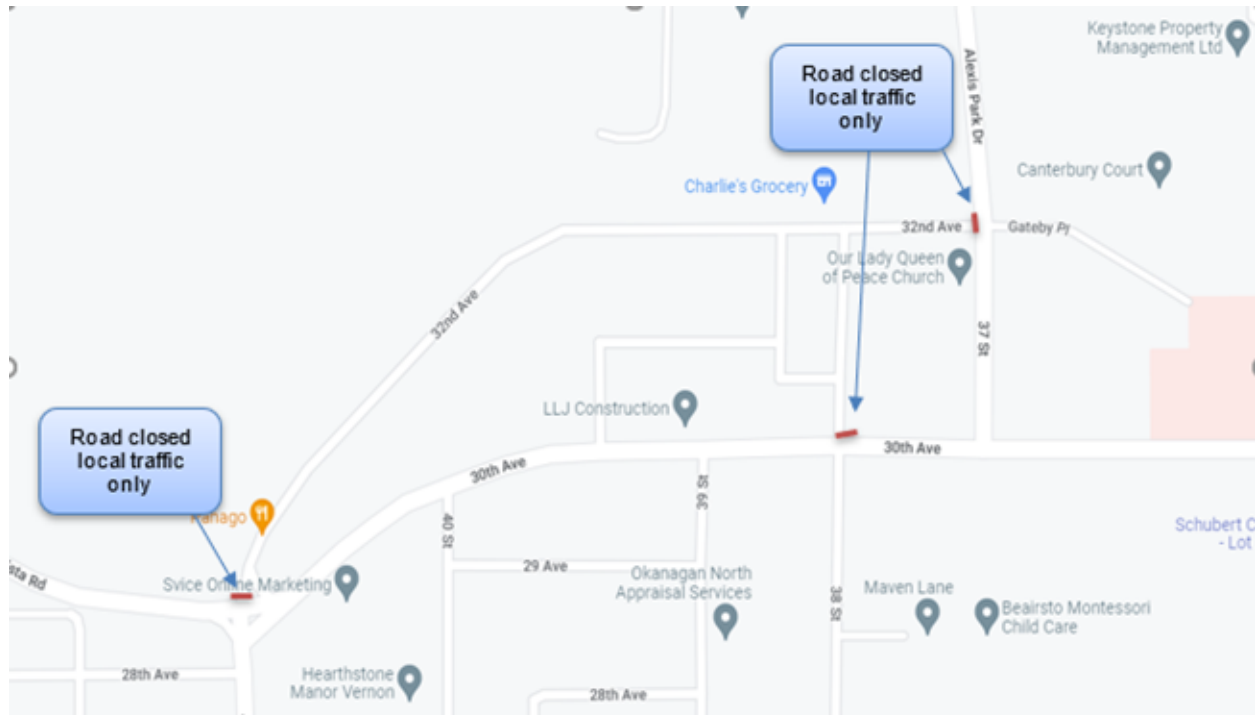 Keystone Property
Management Ltd
Road closed
local traffic
only
Alexis Park Dr
Canterbury Court
Charlie's Grocery
32nd Ave
Gateby Pl
Our Lady Queen
of Peace Church
32nd Ave
37 St
LLJ Construction
Road closed
local traffic
only
30th Ave
30th Ave
39 St
40 St
Schubert C
- Lot
29 Ave
Okanagan North
Appraisal Services
Svice Online Marketing
sta Rd
38 St
Maven Lane
Beairsto Montessori
Child Care
28th Ave
Hearthstone
Manor Vernon
28th Ave